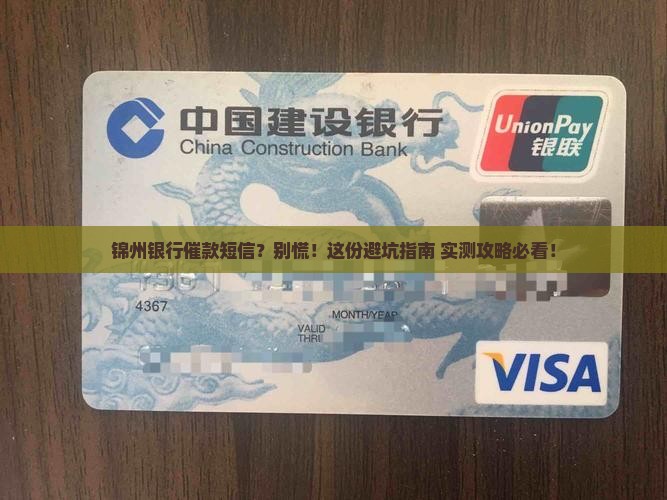 中国建设银行
China Construction Bank
UnionPay
银联
锦州银行催款短信？别慌！这份避坑指南 实测攻略必看！
4367
MONTH/YEAR
VALID
THRU
VISA